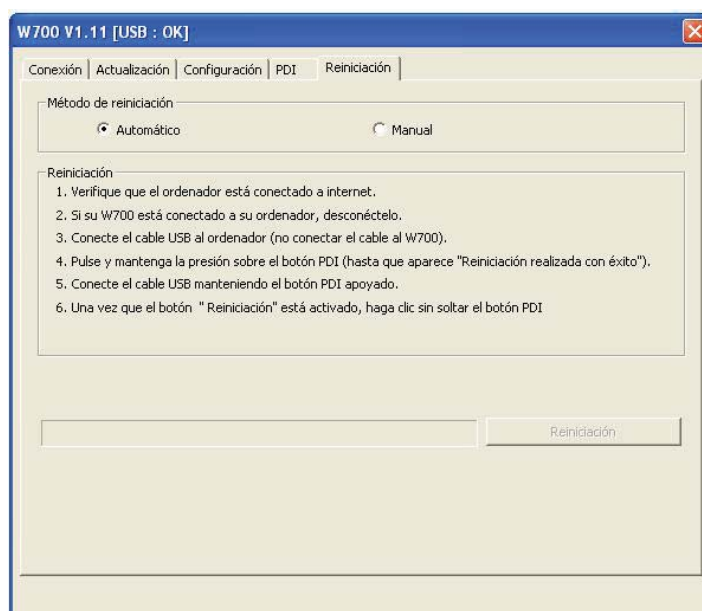 W700 V1.11 [USB : OK]
Conexión Actualización Configuración PDI Reiniciación
Método de reiniciación
Automático Manual
Reiniciación
1. Verifique que el ordenador está conectado a internet.
2. Si su W700 está conectado a su ordenador, desconéctelo.
3. Conecte el cable USB al ordenador (no conectar el cable al W700).
4. Pulse y mantenga la presión sobre el botón PDI (hasta que aparece "Reiniciación realizada con éxito").
5. Conecte el cable USB manteniendo el botón PDI apoyado.
6. Una vez que el botón " Reiniciación" está activado, haga clic sin soltar el botón PDI
Reiniciación